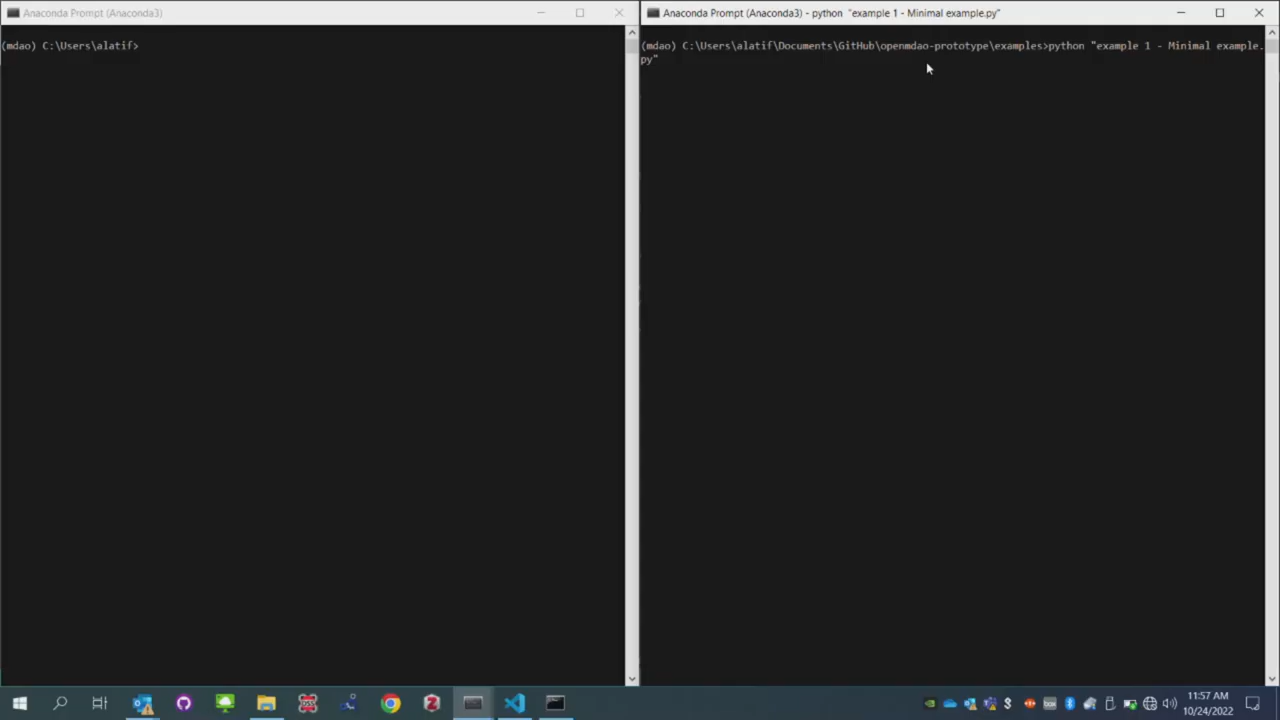 Anaconda Prompt (Anaconda3)
(mdao) C:\Users\alatif>
Anaconda Prompt (Anaconda3) - python "example 1 - Minimal example.py"
(mdao) C:\Users\alatif\Documents\GitHub\openmdao-prototype\examples>python "example 1 - Minimal example.
py"
11:57 AM
10/24/2022